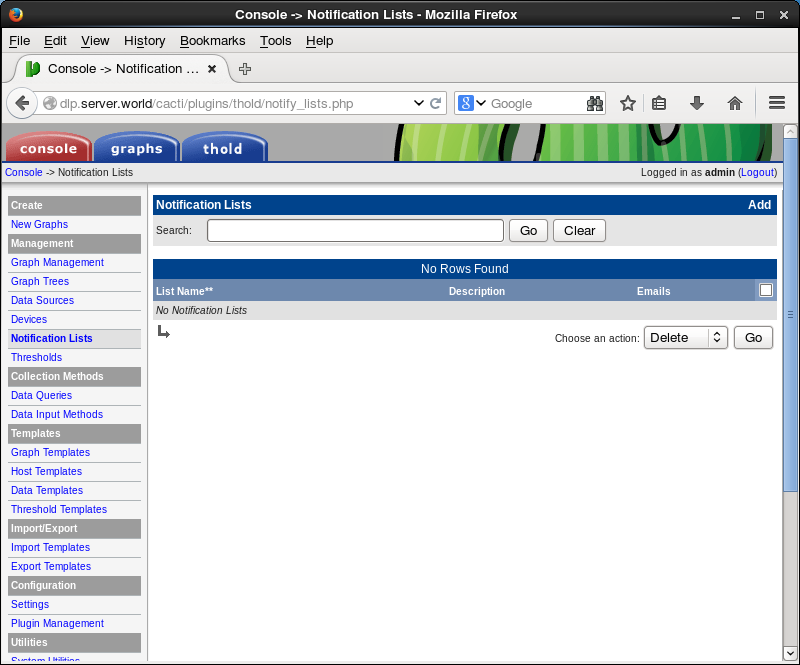 Console -> Notification Lists - Mozilla Firefox
File Edit View History Bookmarks Tools Help
Console -> Notification ...
dlp.server.world/cacti/plugins/thold/notify_lists.php
Google
console graphs thold
Console -> Notification Lists
Logged in as admin (Logout)
Create
New Graphs
Management
Graph Management
Graph Trees
Data Sources
Devices
Notification Lists
Thresholds
Collection Methods
Data Queries
Data Input Methods
Templates
Graph Templates
Host Templates
Data Templates
Threshold Templates
Import/Export
Import Templates
Export Templates
Configuration
Settings
Plugin Management
Utilities
System Utilities
Notification Lists Add
Search: Go Clear
No Rows Found
List Name** Description Emails
No Notification Lists
Choose an action: Delete Go